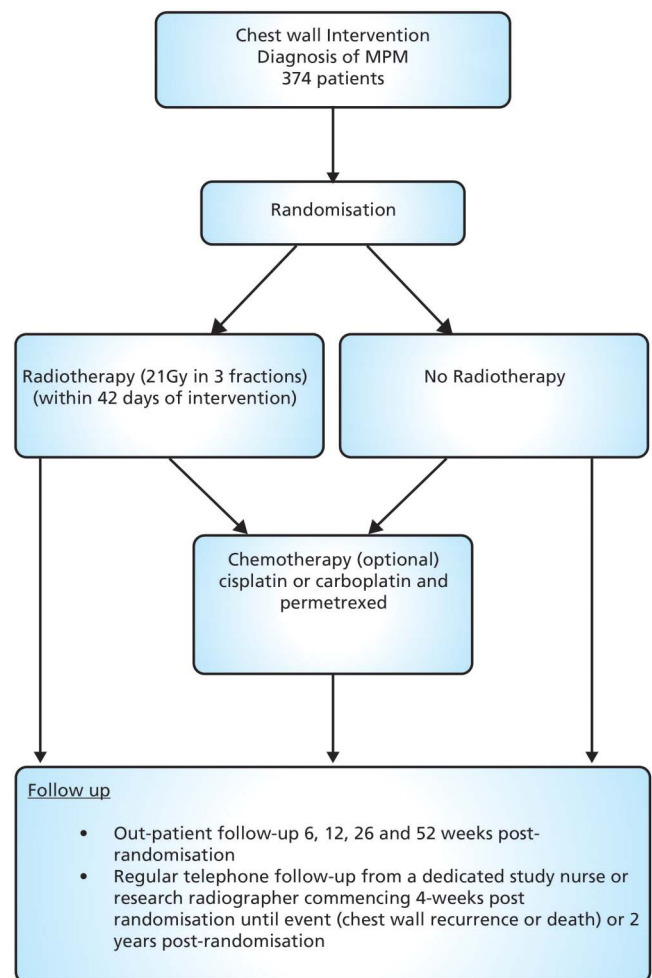 Chest wall Intervention
Diagnosis of MPM
374 patients
Randomisation
Radiotherapy (21Gy in 3 fractions)
(within 42 days of intervention)
No Radiotherapy
Chemotherapy (optional)
cisplatin or carboplatin and
permetrexed
Follow up
• Out-patient follow-up 6, 12, 26 and 52 weeks post-
randomisation
• Regular telephone follow-up from a dedicated study nurse or
research radiographer commencing 4-weeks post
randomisation until event (chest wall recurrence or death) or 2
years post-randomisation